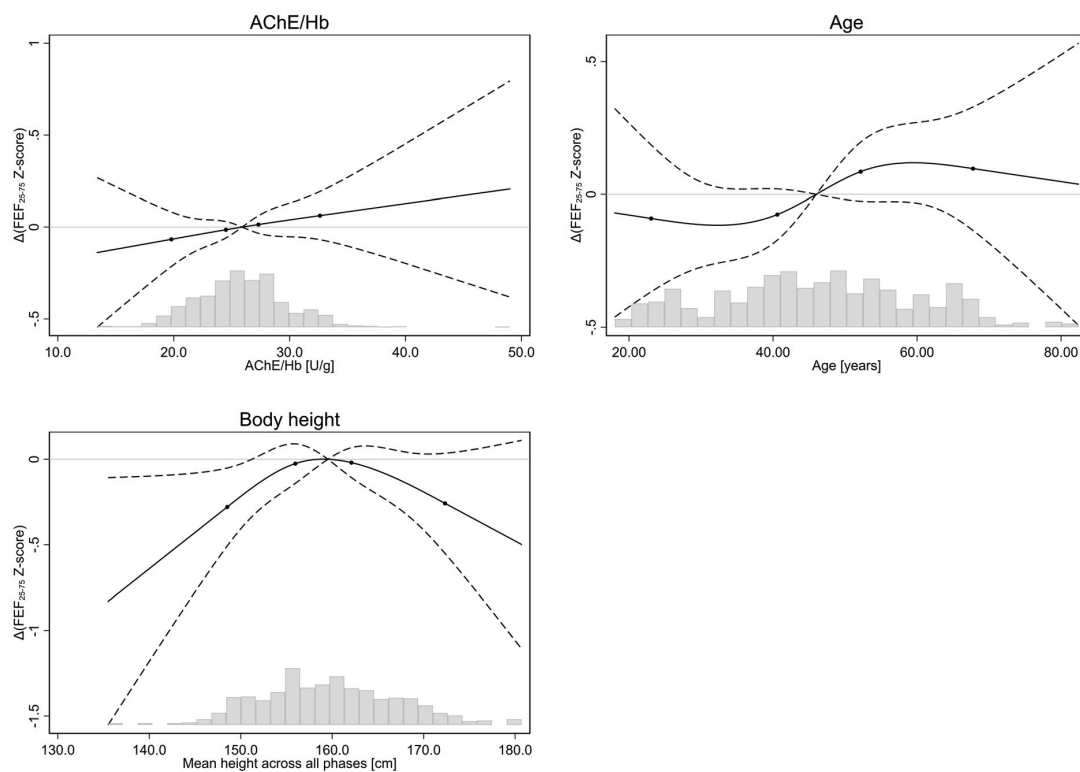 AChE/Hb
Δ(FEF25-75 Z-score)
1
.5
0
-.5
10.0 20.0 30.0 40.0 50.0
AChE/Hb [U/g]
Age
Δ(FEF25-75 Z-score)
.5
0
-.5
20.00 40.00 60.00 80.00
Age [years]
Body height
Δ(FEF25-75 Z-score)
0
-.5
-1
-1.5
130.0 140.0 150.0 160.0 170.0 180.0
Mean height across all phases [cm]